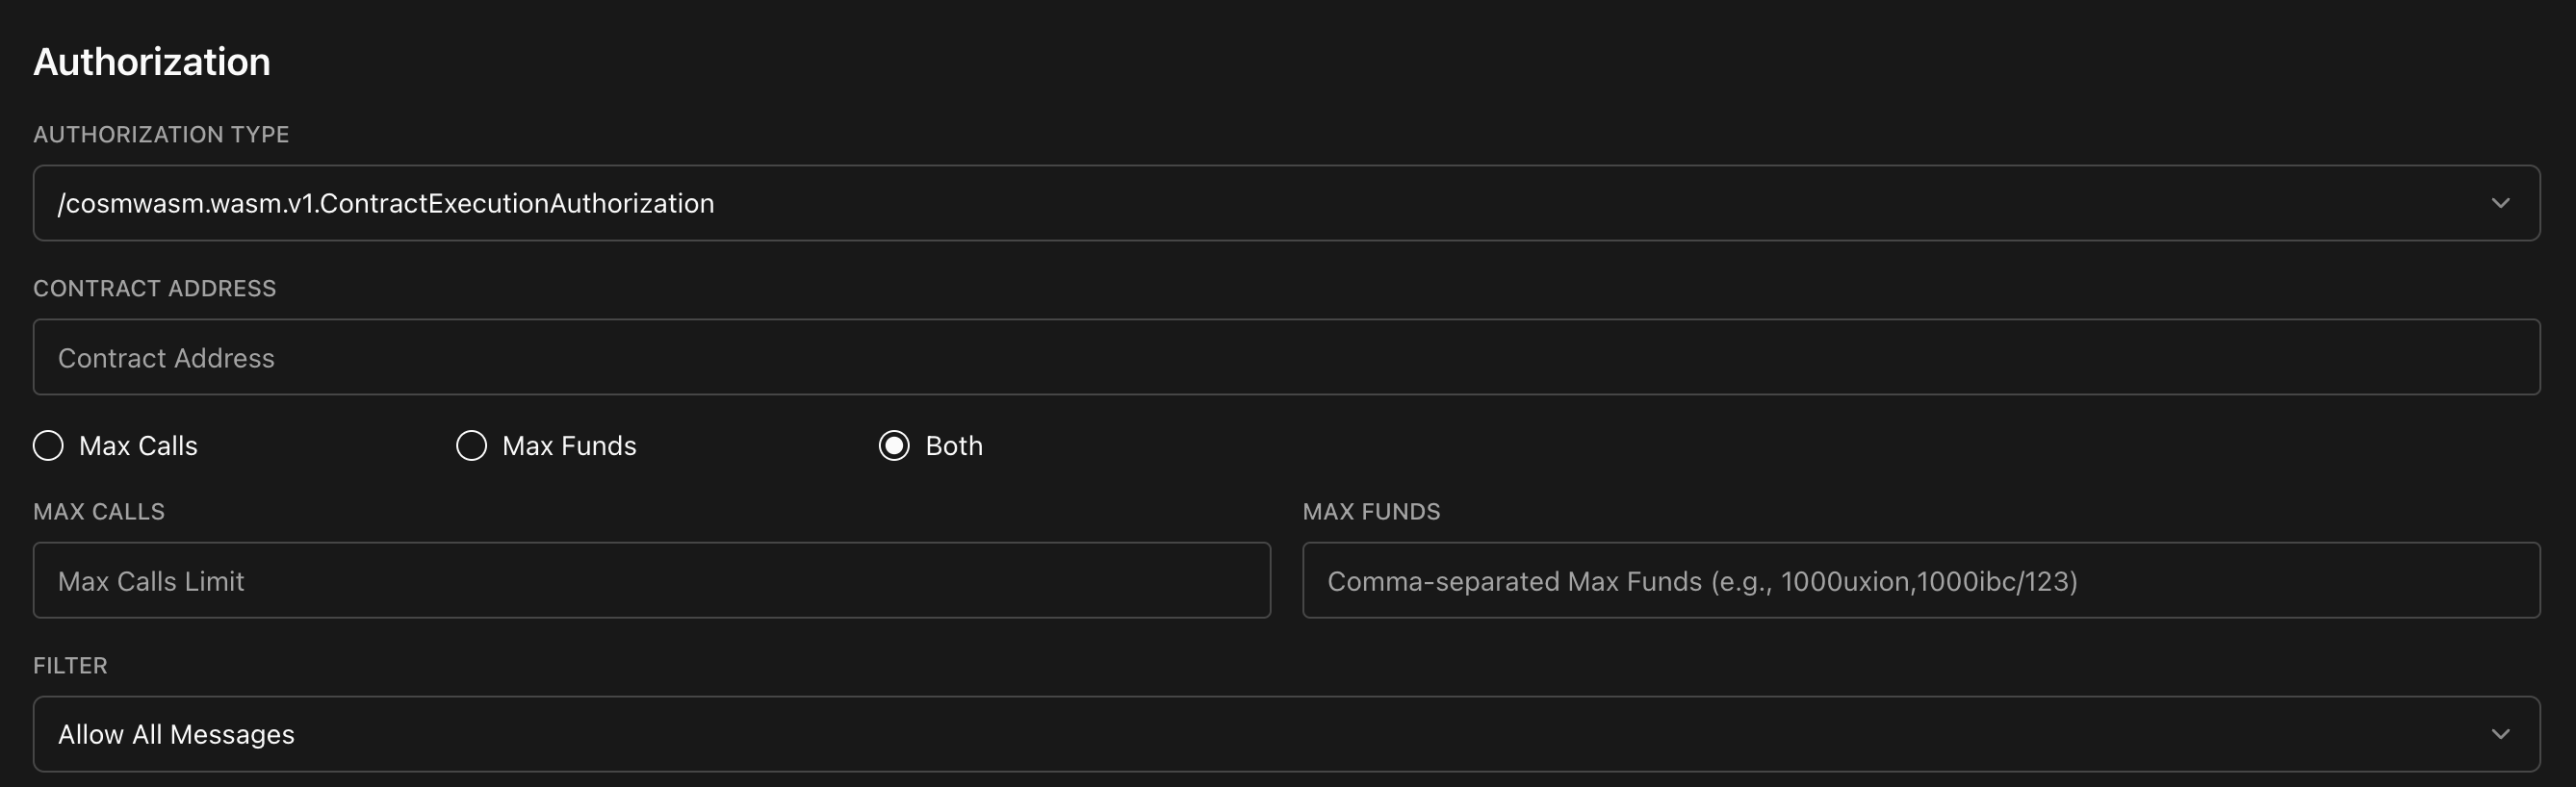 Authorization
AUTHORIZATION TYPE
/cosmwasm.wasm.v1.ContractExecutionAuthorization
CONTRACT ADDRESS
Contract Address
Max Calls Max Funds Both
MAX CALLS MAX FUNDS
Max Calls Limit Comma-separated Max Funds (e.g., 1000uxion,1000ibc/123)
FILTER
Allow All Messages